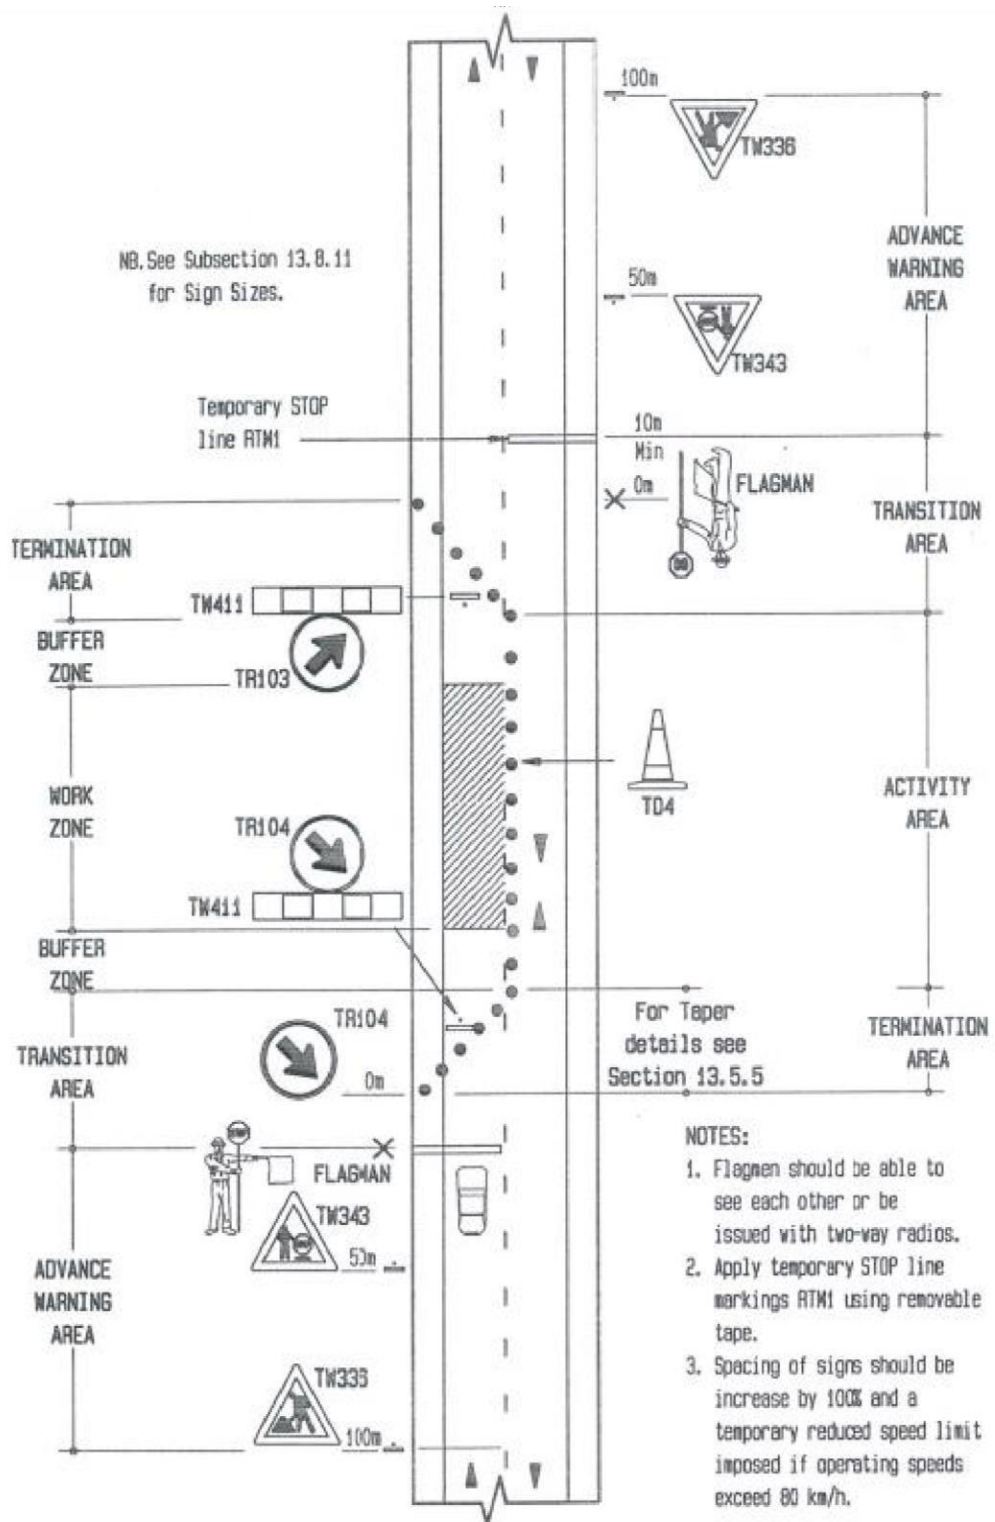 100m
TW336
ADVANCE
WARNING
AREA
NB.See Subsection 13.8.11
for Sign Sizes.
50m
TW343
Temporary STOP
line RTM1
10m
Min
0m
FLAGMAN
TRANSITION
AREA
TERMINATION
AREA
TW411
BUFFER
ZONE
TR103
WORK
ZONE
TD4
ACTIVITY
AREA
TR104
TW411
BUFFER
ZONE
TR104
For Taper
details see
Section 13.5.5
TERMINATION
AREA
TRANSITION
AREA
0m
FLAGMAN
STOP
TW343
50m
ADVANCE
WARNING
AREA
TW336
100m
NOTES:
1. Flagmen should be able to
see each other or be
issued with two-way radios.
2. Apply temporary STOP line
markings RTM1 using removable
tape.
3. Spacing of signs should be
increase by 100% and a
temporary reduced speed limit
imposed if operating speeds
exceed 80 km/h.